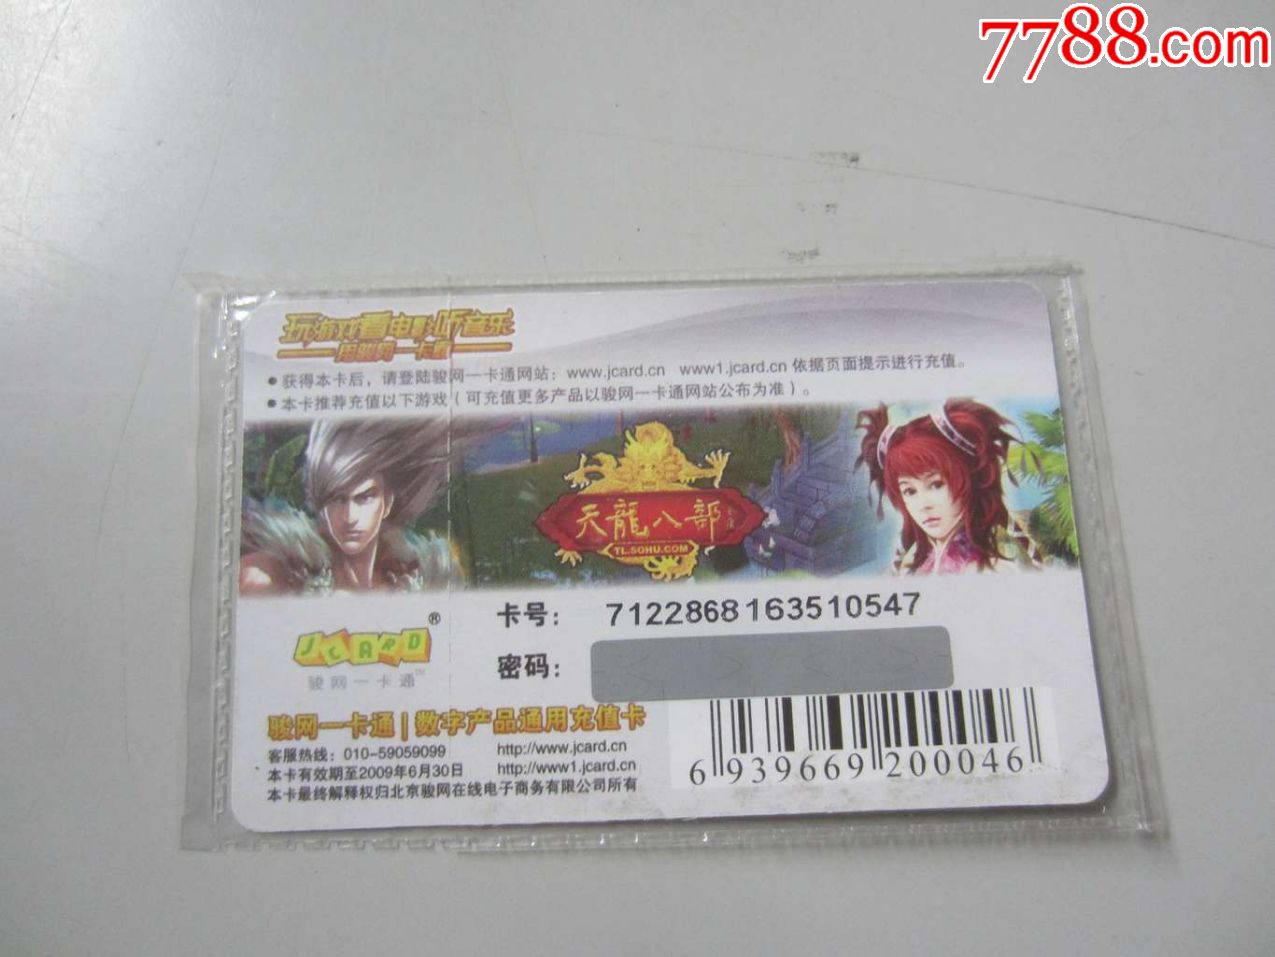 7788.com
玩游戏看电影听音乐
用骏网一卡通
●获得本卡后，请登陆骏网一卡通网站：www.jcard.cn www1.jcard.cn 依据页面提示进行充值。
●本卡推荐充值以下游戏（可充值更多产品以骏网一卡通网站公布为准）。
天龍八部
TL.SOHU.COM
卡号： 7122868163510547
JCARD®
骏网一卡通™
密码：
骏网一卡通 | 数字产品通用充值卡
客服热线：010-59059099 http://www.jcard.cn
本卡有效期至2009年6月30日 http://www1.jcard.cn
本卡最终解释权归北京骏网在线电子商务有限公司所有
6 939669 200046